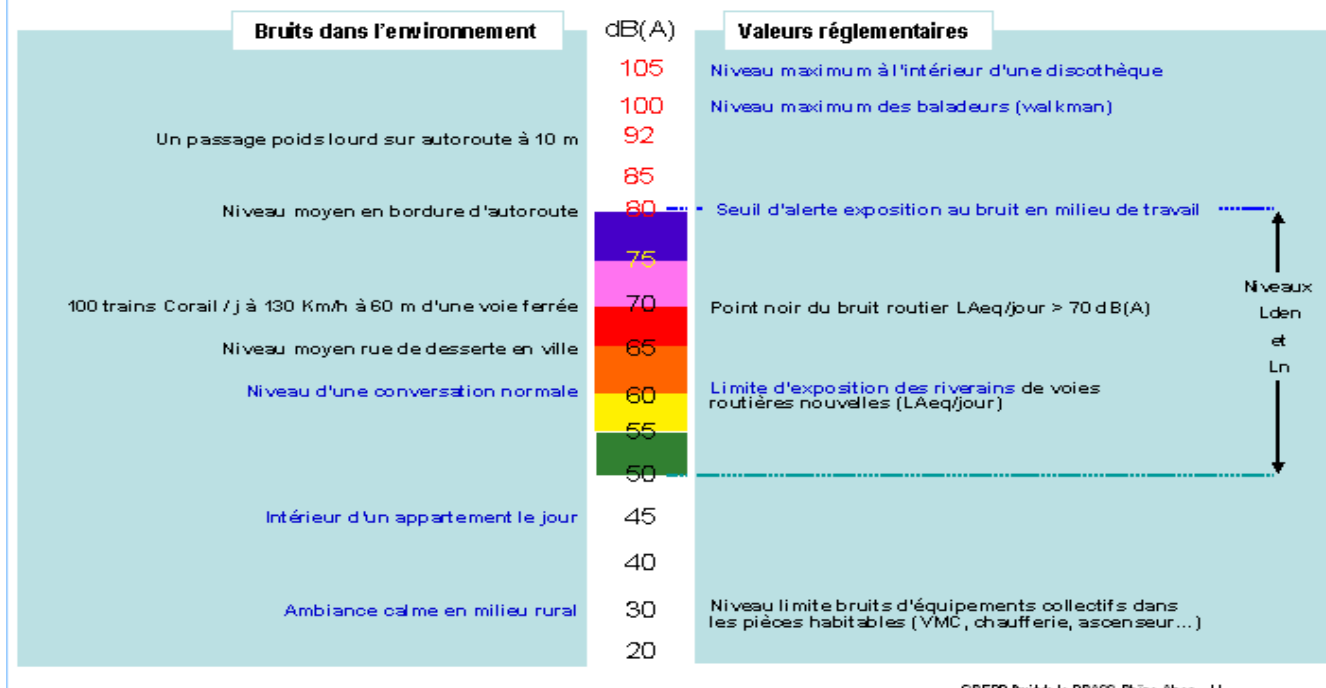 Bruits dans l'environnement dB(A) Valeurs réglementaires
105 Niveau maximum à l'intérieur d'une discothèque
100 Niveau maximum des baladeurs (walkman)
Un passage poids lourd sur autoroute à 10 m 92
85
Niveau moyen en bordure d'autoroute 80 Seuil d'alerte exposition au bruit en milieu de travail
75
100 trains Corail / j à 130 Km/h à 60 m d'une voie ferrée 70 Point noir du bruit routier LAeq/jour > 70 dB(A)
Niveau moyen rue de desserte en ville 65
Niveau d'une conversation normale 60 Limite d'exposition des riverains de voies
routières nouvelles (LAeq/jour)
55
50
Niveaux
Lden
et
Ln
Intérieur d'un appartement le jour 45
40
Ambiance calme en milieu rural 30 Niveau limite bruits d'équipements collectifs dans
les pièces habitables (VMC, chaufferie, ascenseur...)
20